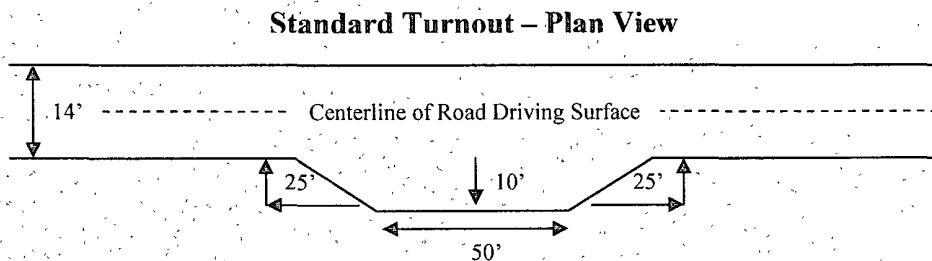 Standard Turnout – Plan View
14'
Centerline of Road Driving Surface
25'
10'
25'
50'